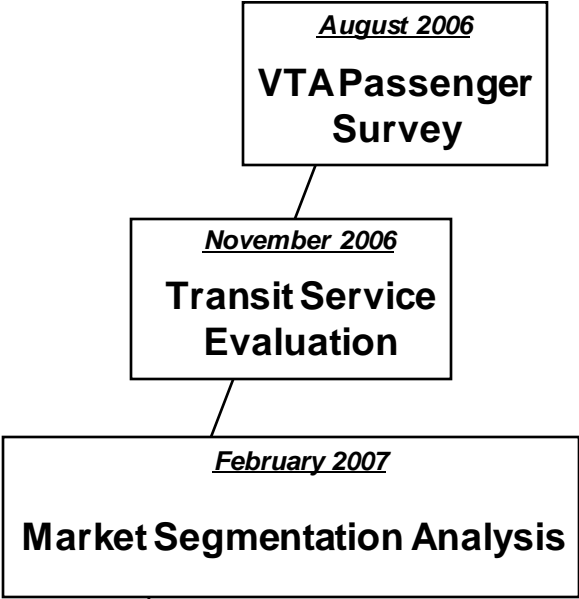 August 2006
VTA Passenger
Survey
November 2006
Transit Service
Evaluation
February 2007
Market Segmentation Analysis